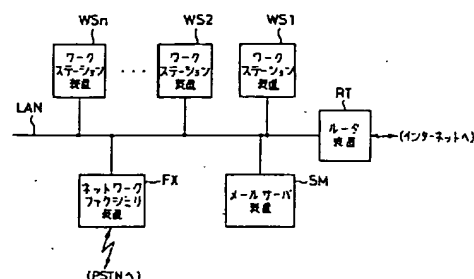 WSn
WS2
WS1
ワーク
ステーション
装置
・・・
ワーク
ステーション
装置
ワーク
ステーション
装置
RT
LAN
ルータ
装置
(インターネットへ)
ネットワーク
ファクシミリ
装置
FX
メールサーバ
装置
SM
(PSTNへ)